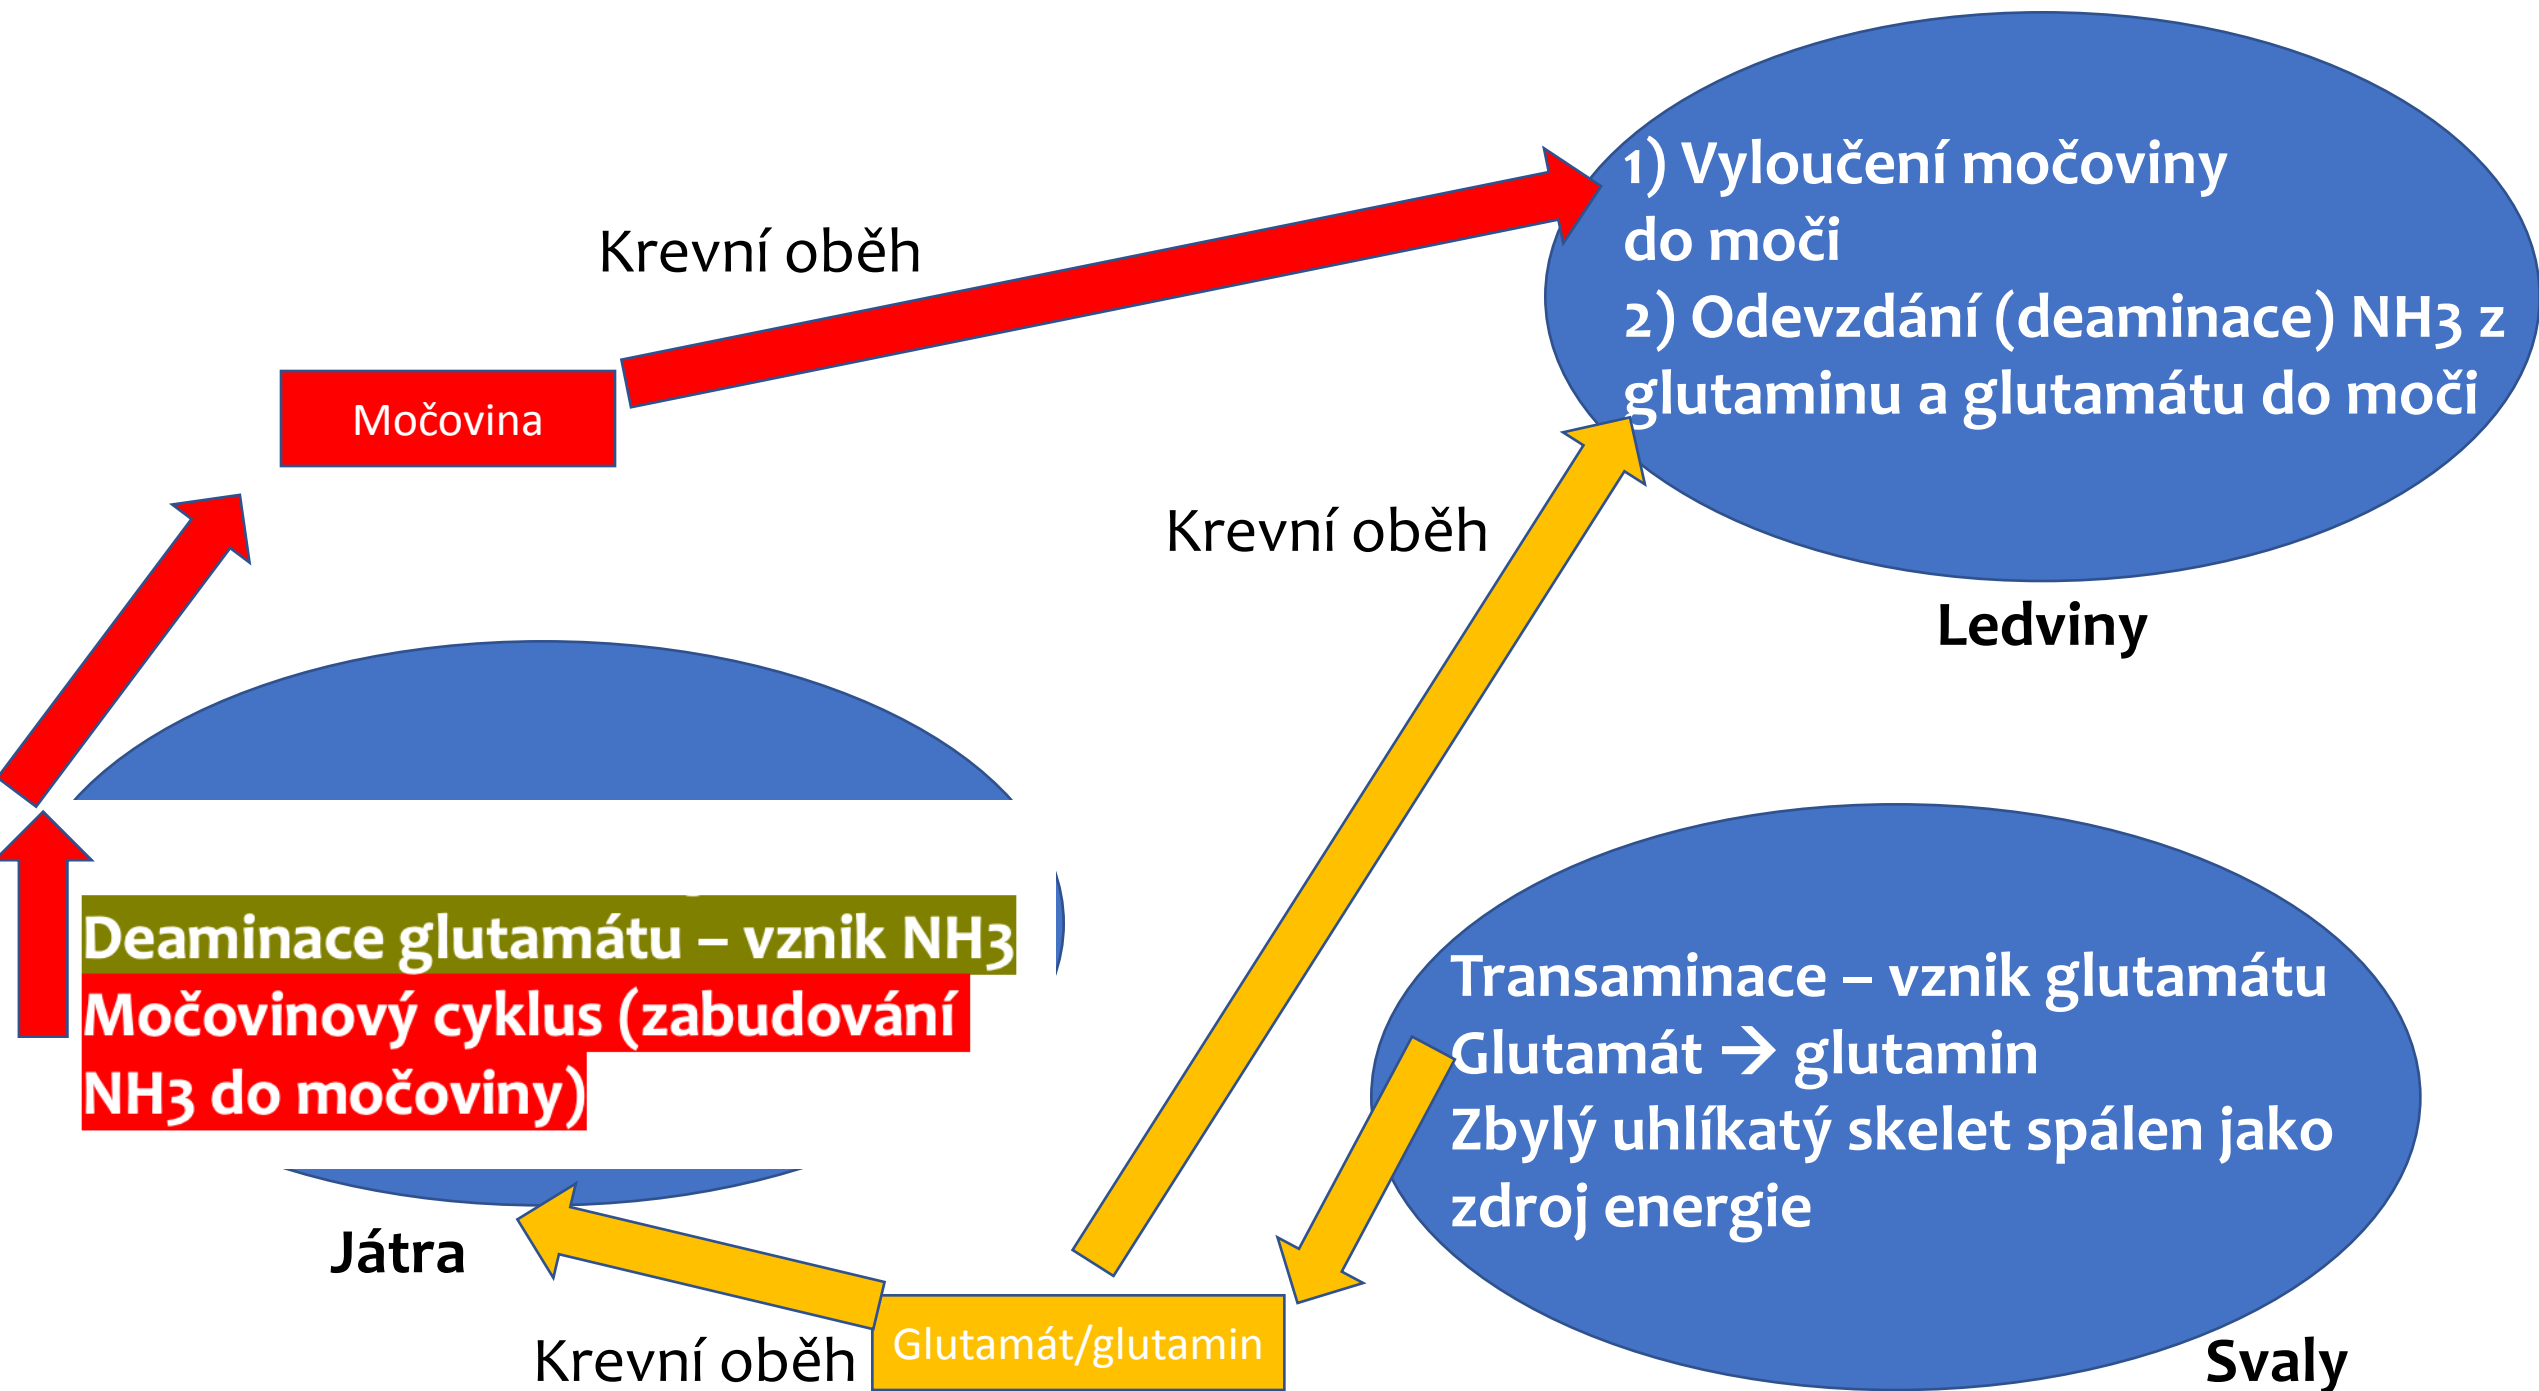 1) Vyloučení močoviny
do moči
2) Odevzdání (deaminace) NH3 z
glutaminu a glutamátu do moči
Krevní oběh
Močovina
Krevní oběh
Ledviny
Deaminace glutamátu – vznik NH3
Močovinový cyklus (zabudování
NH3 do močoviny)
Játra
Transaminace – vznik glutamátu
Glutamát → glutamin
Zbylý uhlíkatý skelet spálen jako
zdroj energie
Krevní oběh
Glutamát/glutamin
Svaly